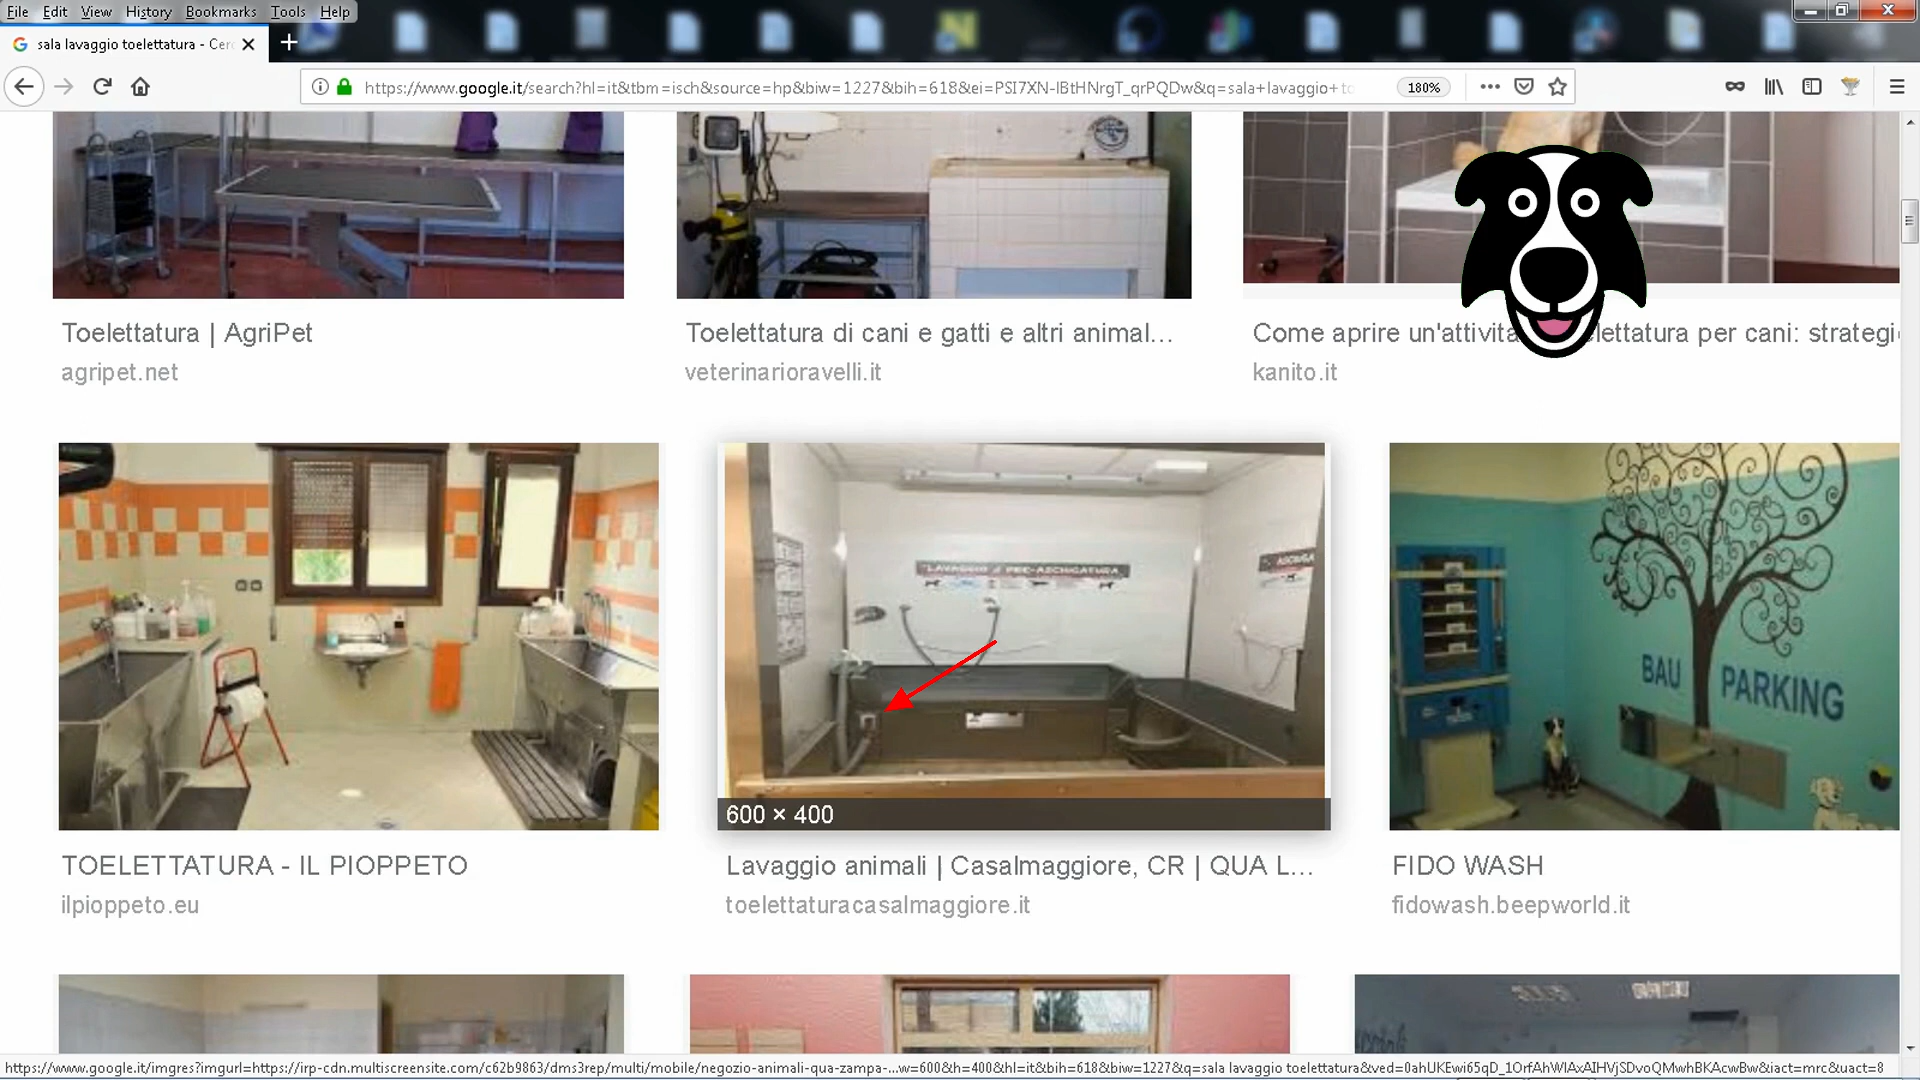 File Edit View History Bookmarks Tools Help
sala lavaggio toelettatura - Cerc
https://www.google.it/search?hl=it&tbm=isch&source=hp&biw=1227&bih=618&ei=PSI7XN-IBtHNrgT_qrPQDw&q=sala+lavaggio+to
180%
Toelettatura | AgriPet
agripet.net
Toelettatura di cani e gatti e altri animal...
veterinarioravelli.it
Come aprire un'attivita lettatura per cani: strategi
kanito.it
LAVAGGIO / PRE-ASCIUGATURA
600 × 400
BAU PARKING
TOELETTATURA - IL PIOPPETO
ilpioppeto.eu
Lavaggio animali | Casalmaggiore, CR | QUA L...
toelettaturacasalmaggiore.it
FIDO WASH
fidowash.beepworld.it
https://www.google.it/imgres?imgurl=https://irp-cdn.multiscreensite.com/c62b9863/dms3rep/multi/mobile/negozio-animali-qua-zampa-...w=600&h=400&hl=it&bih=618&biw=1227&q=sala lavaggio toelettatura&ved=0ahUKEwi65qD_1OrfAhWIAxAIHVjSDvoQMwhBKAcwBw&iact=mrc&uact=8